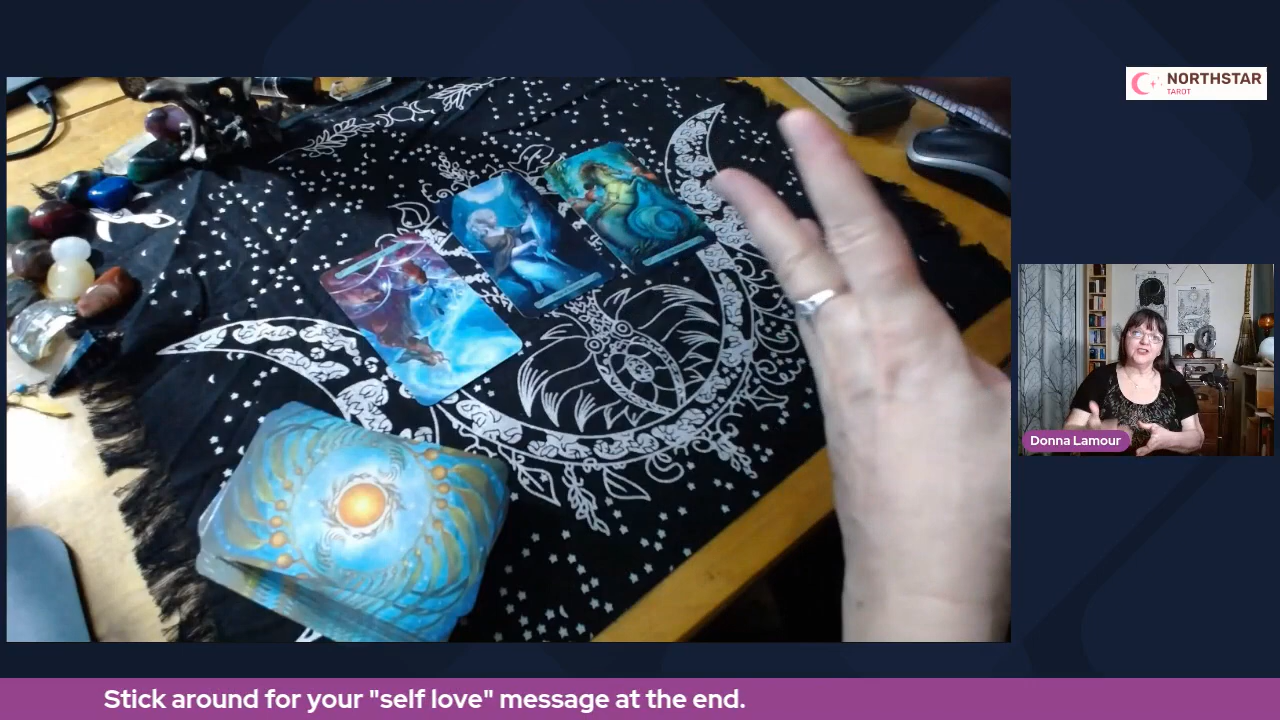 NORTHSTAR
TAROT
Donna Lamour
Stick around for your "self love" message at the end.